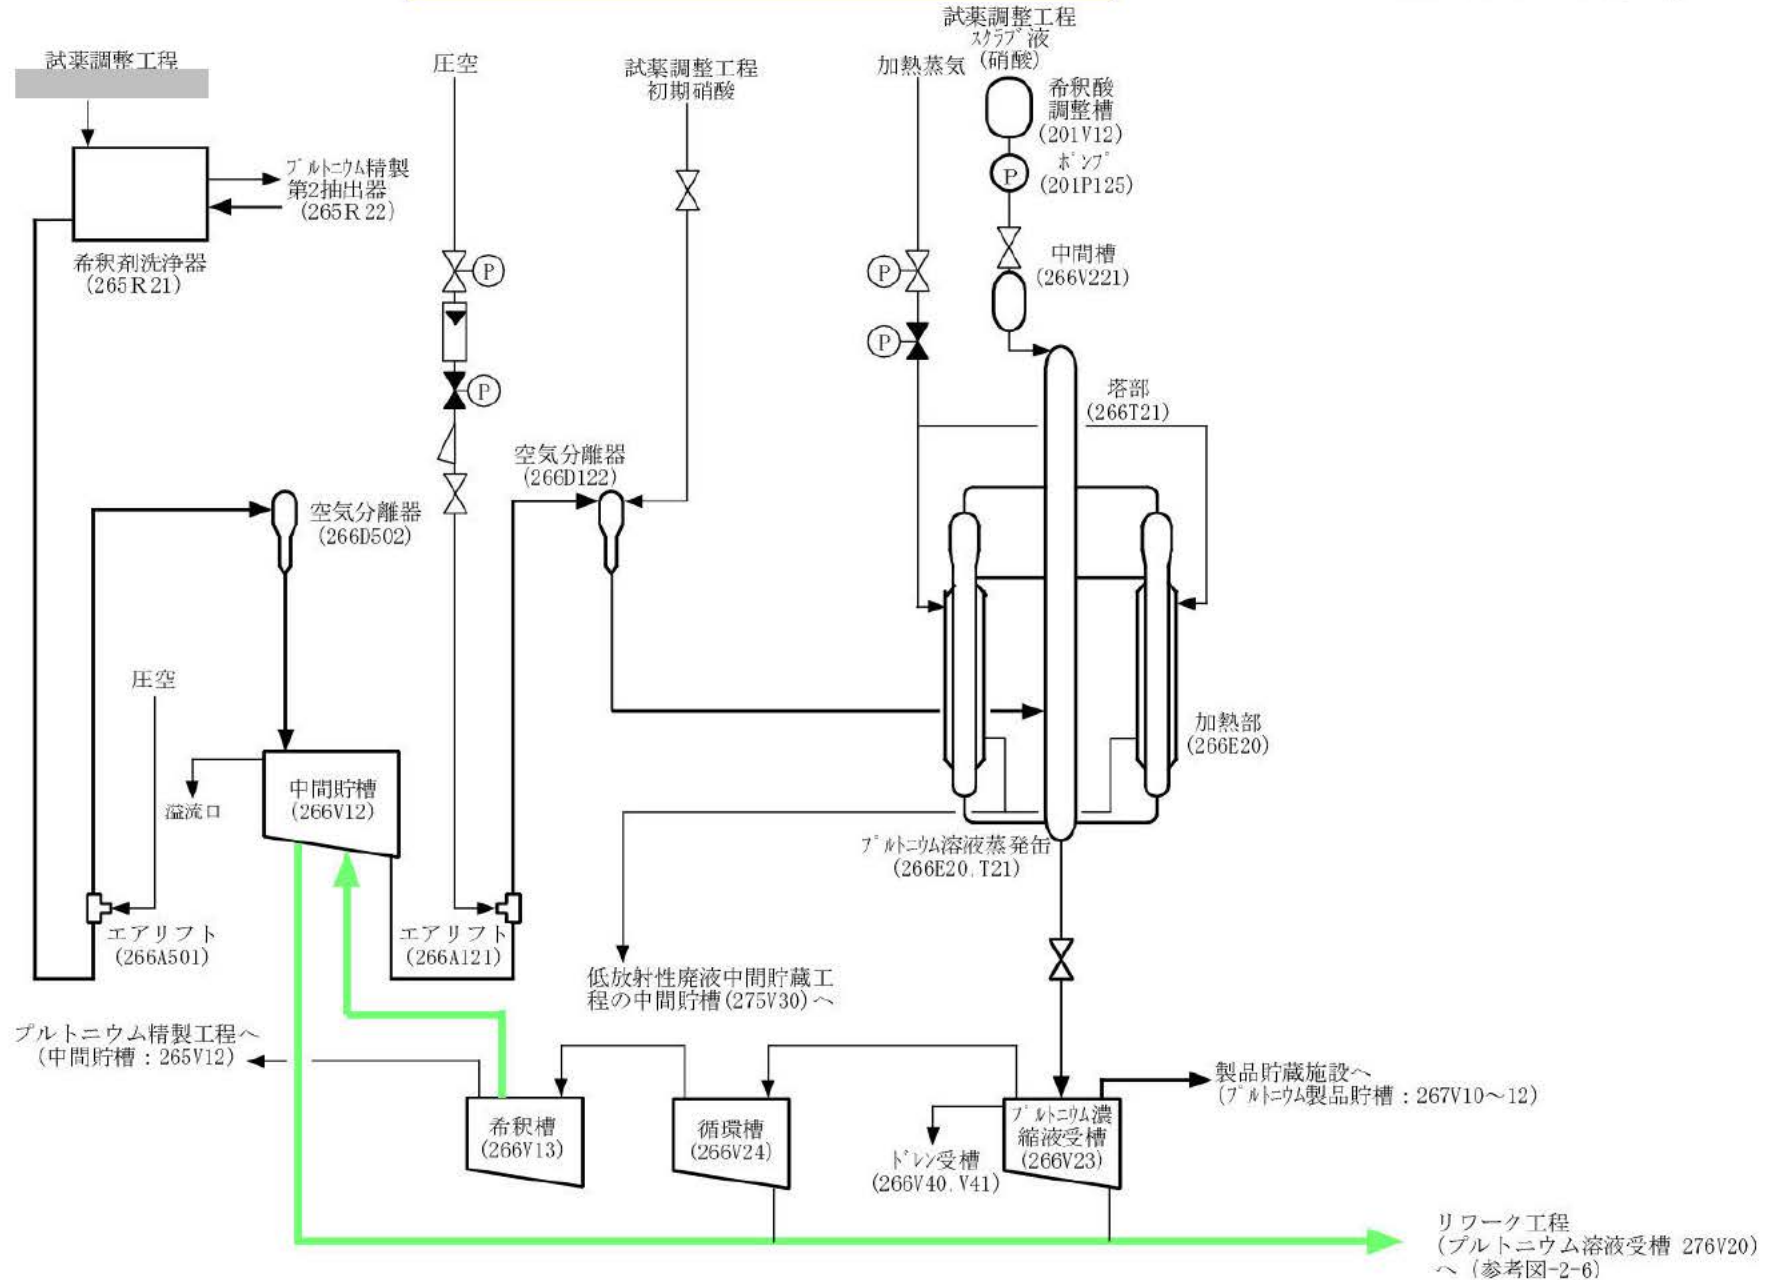 試薬調整工程
圧空
試薬調整工程
初期硝酸
加熱蒸気
試薬調整工程
ｽｸﾗﾌﾞ液
(硝酸)
希釈酸
調整槽
(201V12)
P
ﾎﾟﾝﾌﾟ
(201P125)
ﾌﾟﾙﾄﾆｳﾑ精製
第2抽出器
(265R22)
希釈剤洗浄器
(265R21)
P
P
中間槽
(266V221)
P
P
塔部
(266T21)
空気分離器
(266D122)
空気分離器
(266D502)
圧空
加熱部
(266E20)
中間貯槽
(266V12)
溢流口
ﾌﾟﾙﾄﾆｳﾑ溶液蒸発缶
(266E20.T21)
エアリフト
(266A501)
エアリフト
(266A121)
低放射性廃液中間貯蔵工
程の中間貯槽(275V30)へ
プルトニウム精製工程へ
(中間貯槽：265V12)
製品貯蔵施設へ
(ﾌﾟﾙﾄﾆｳﾑ製品貯槽：267V10～12)
希釈槽
(266V13)
循環槽
(266V24)
ﾄﾞﾚﾝ受槽
(266V40.V41)
ﾌﾟﾙﾄﾆｳﾑ濃
縮液受槽
(266V23)
リワーク工程
(プルトニウム溶液受槽 276V20)
へ (参考図-2-6)